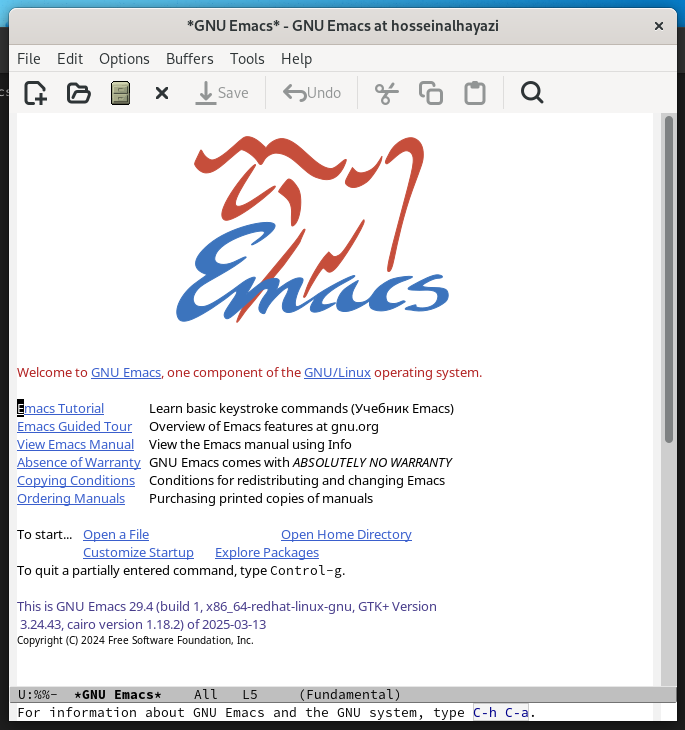 *GNU Emacs* - GNU Emacs at hosseinalhayazi
File Edit Options Buffers Tools Help
Save Undo
Emacs
Welcome to GNU Emacs, one component of the GNU/Linux operating system.
Emacs Tutorial Learn basic keystroke commands (Учебник Emacs)
Emacs Guided Tour Overview of Emacs features at gnu.org
View Emacs Manual View the Emacs manual using Info
Absence of Warranty GNU Emacs comes with ABSOLUTELY NO WARRANTY
Copying Conditions Conditions for redistributing and changing Emacs
Ordering Manuals Purchasing printed copies of manuals
To start... Open a File Open Home Directory
Customize Startup Explore Packages
To quit a partially entered command, type Control-g.
This is GNU Emacs 29.4 (build 1, x86_64-redhat-linux-gnu, GTK+ Version
3.24.43, cairo version 1.18.2) of 2025-03-13
Copyright (C) 2024 Free Software Foundation, Inc.
U:%%- *GNU Emacs* All L5 (Fundamental)
For information about GNU Emacs and the GNU system, type C-h C-a.